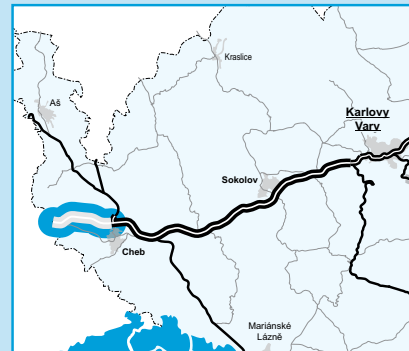 Kraslice
Aš
Karlovy
Vary
Sokolov
Cheb
Mariánské
Lázně